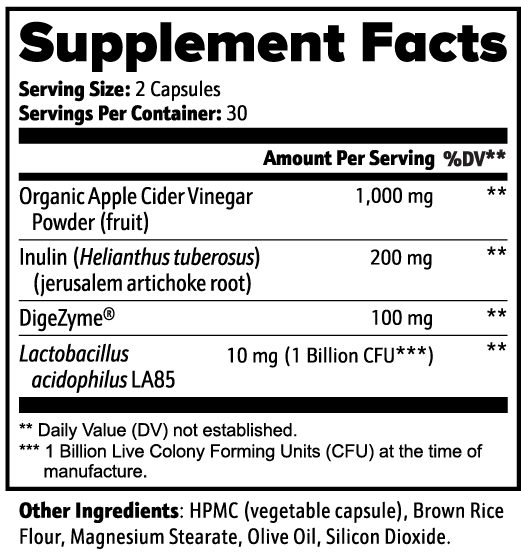 Supplement Facts
Serving Size: 2 Capsules
Servings Per Container: 30
Amount Per Serving %DV**
Organic Apple Cider Vinegar 1,000 mg **
Powder (fruit)
Inulin (Helianthus tuberosus) 200 mg **
(jerusalem artichoke root)
DigeZyme® 100 mg **
Lactobacillus 10 mg (1 Billion CFU***) **
acidophilus LA85
** Daily Value (DV) not established.
*** 1 Billion Live Colony Forming Units (CFU) at the time of
manufacture.
Other Ingredients: HPMC (vegetable capsule), Brown Rice
Flour, Magnesium Stearate, Olive Oil, Silicon Dioxide.